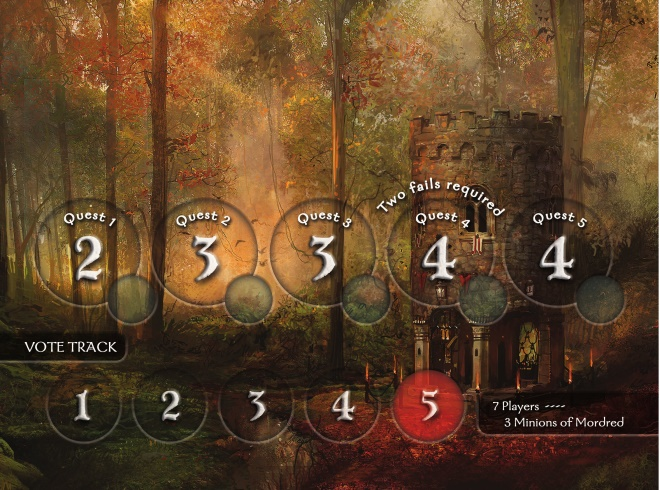 Two fails required
Quest 1 Quest 2 Quest 3 Quest 4 Quest 5
2 3 3 4 4
VOTE TRACK
1 2 3 4 5
7 Players ----
3 Minions of Mordred